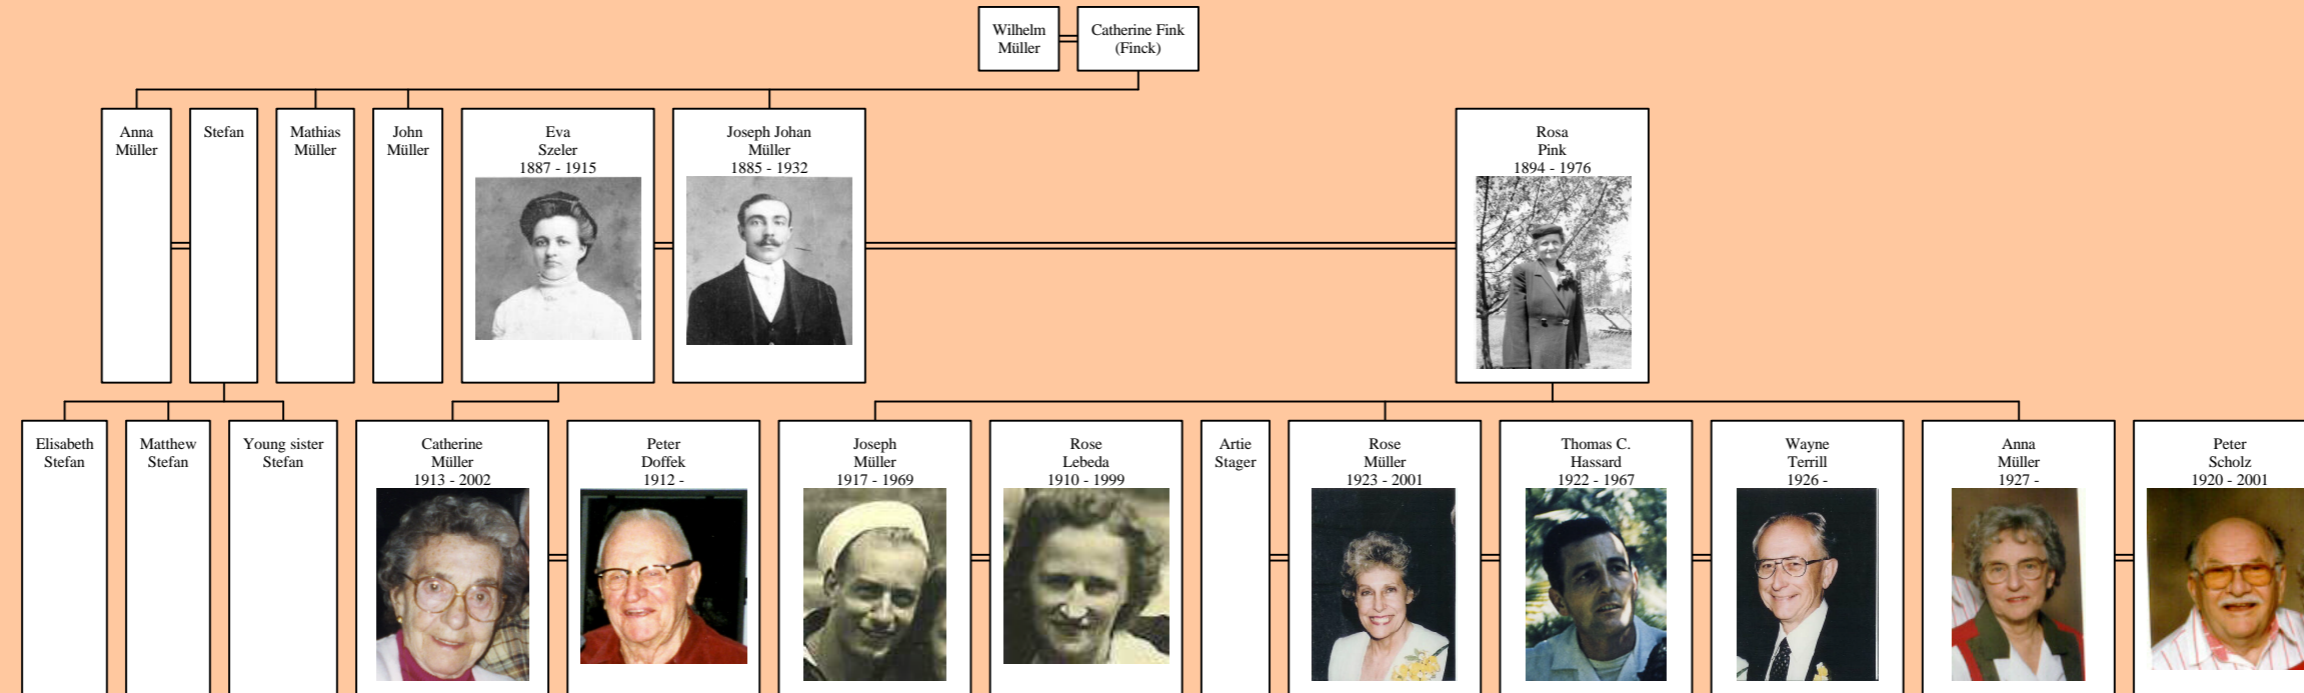 Wilhelm
Müller
Catherine Fink
(Finck)
Anna
Müller
Stefan
Mathias
Müller
John
Müller
Eva
Szeler
1887 - 1915
Joseph Johan
Müller
1885 - 1932
Rosa
Pink
1894 - 1976
Elisabeth
Stefan
Matthew
Stefan
Young sister
Stefan
Catherine
Müller
1913 - 2002
Peter
Doffek
1912 -
Joseph
Müller
1917 - 1969
Rose
Lebeda
1910 - 1999
Artie
Stager
Rose
Müller
1923 - 2001
Thomas C.
Hassard
1922 - 1967
Wayne
Terrill
1926 -
Anna
Müller
1927 -
Peter
Scholz
1920 - 2001